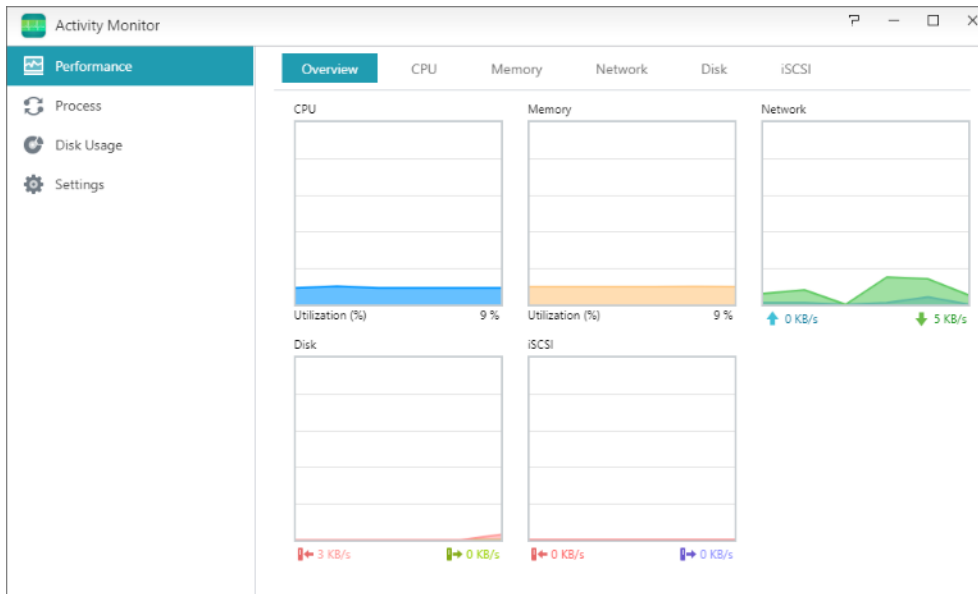 Activity Monitor
Performance
Process
Disk Usage
Settings
Overview CPU Memory Network Disk iSCSI
CPU Memory Network
Utilization (%) 9 % Utilization (%) 9 % 0 KB/s 5 KB/s
Disk iSCSI
3 KB/s 0 KB/s 0 KB/s 0 KB/s